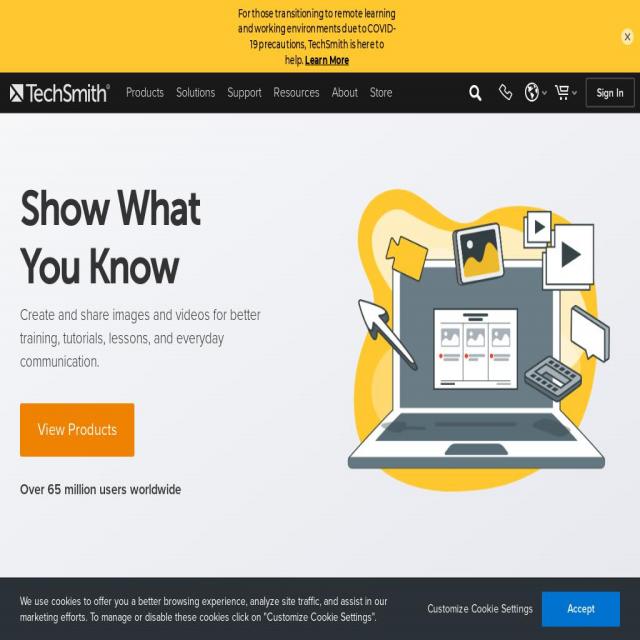 For those transitioning to remote learning
and working environments due to COVID-
19 precautions, TechSmith is here to
help. Learn More
X
TechSmith®
Products Solutions Support Resources About Store
Sign In
Show What
You Know
Create and share images and videos for better
training, tutorials, lessons, and everyday
communication.
View Products
Over 65 million users worldwide
We use cookies to offer you a better browsing experience, analyze site traffic, and assist in our
marketing efforts. To manage or disable these cookies click on "Customize Cookie Settings".
Customize Cookie Settings
Accept